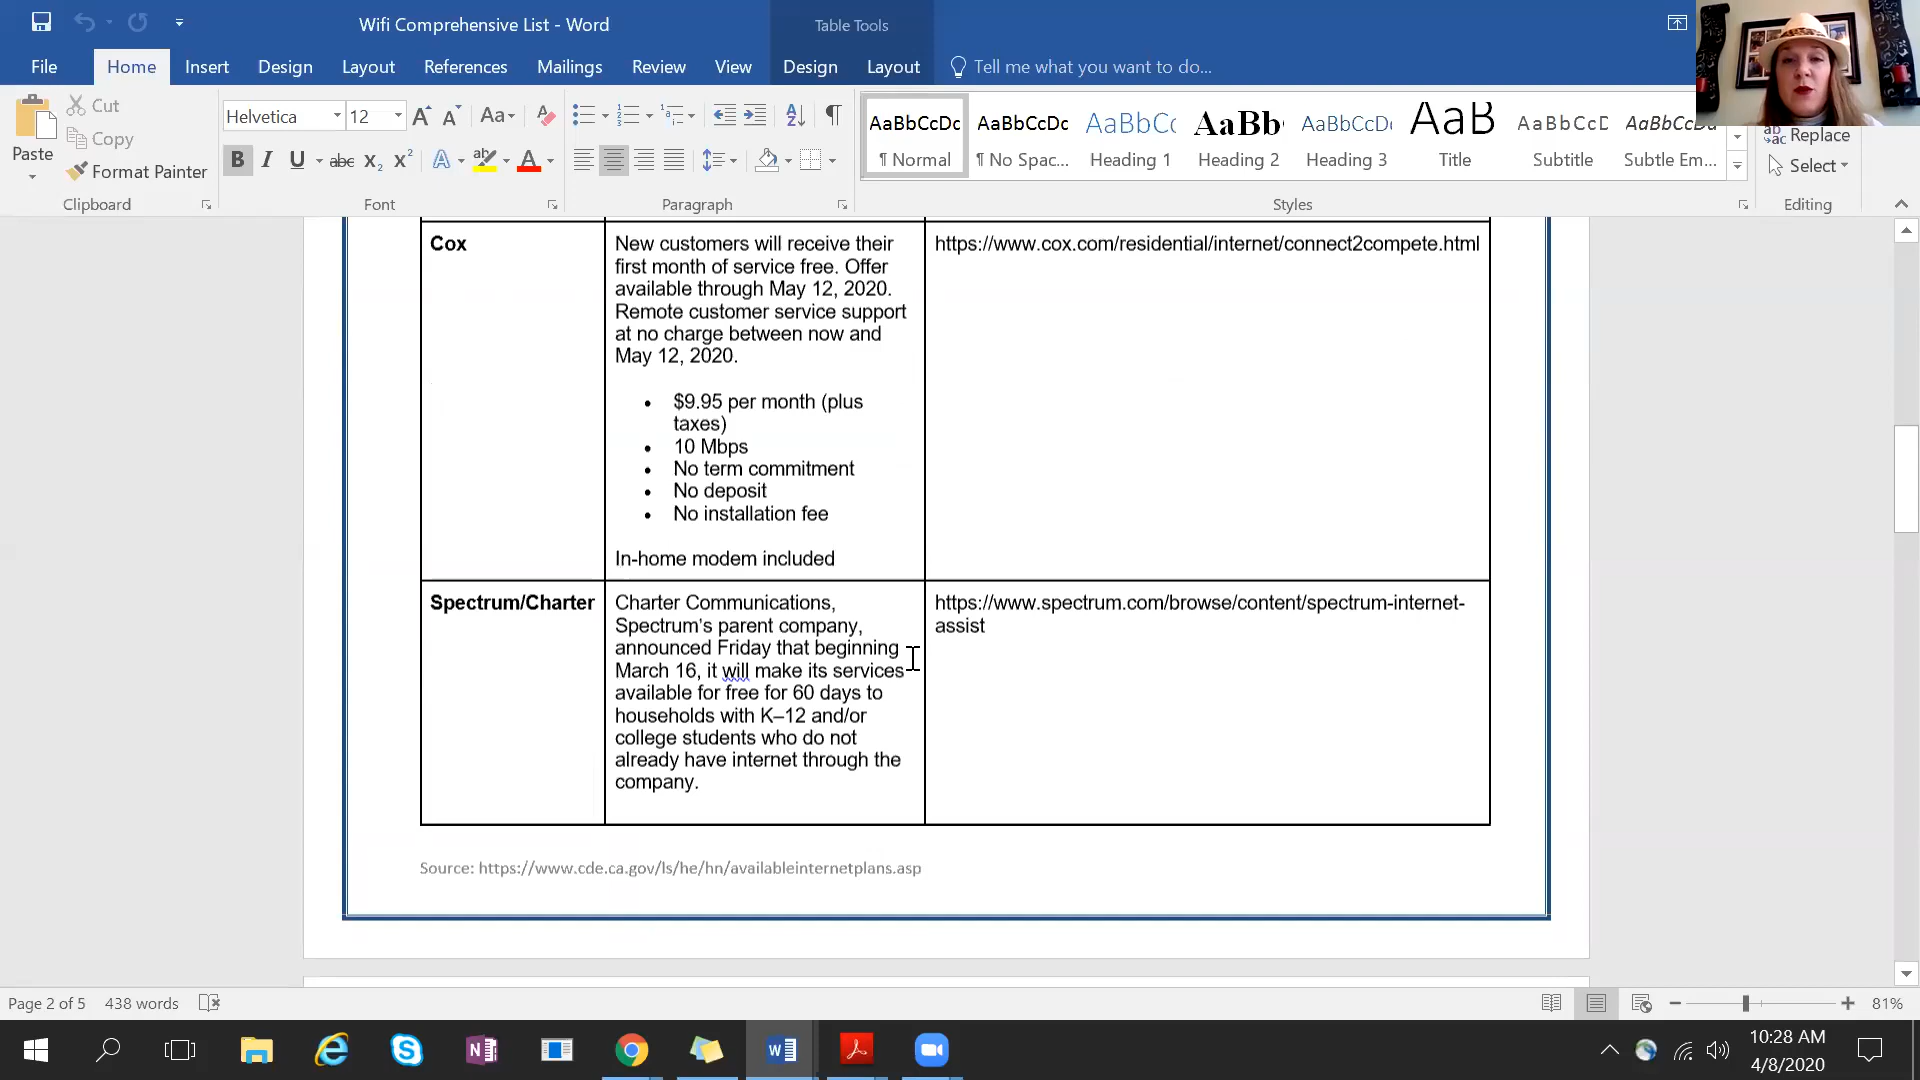 Wifi Comprehensive List - Word
Table Tools
File
Home
Insert
Design
Layout
References
Mailings
Review
View
Design
Layout
Tell me what you want to do...
Paste
Cut
Copy
Format Painter
Clipboard
Helvetica
12
Font
Paragraph
AaBbCcDc
¶ Normal
AaBbCcDc
¶ No Spac...
AaBbCc
Heading 1
AaBb
Heading 2
AaBbCcDc
Heading 3
AaB
Title
AaBbCcD
Subtitle
AaBbCcDc
Subtle Em...
Styles
Replace
Select
Editing
Cox
New customers will receive their
first month of service free. Offer
available through May 12, 2020.
Remote customer service support
at no charge between now and
May 12, 2020.
• $9.95 per month (plus
taxes)
• 10 Mbps
• No term commitment
• No deposit
• No installation fee
In-home modem included
https://www.cox.com/residential/internet/connect2compete.html
Spectrum/Charter
Charter Communications,
Spectrum's parent company,
announced Friday that beginning
March 16, it will make its services
available for free for 60 days to
households with K–12 and/or
college students who do not
already have internet through the
company.
https://www.spectrum.com/browse/content/spectrum-internet-
assist
Source: https://www.cde.ca.gov/ls/he/hn/availableinternetplans.asp
Page 2 of 5
438 words
81%
10:28 AM
4/8/2020